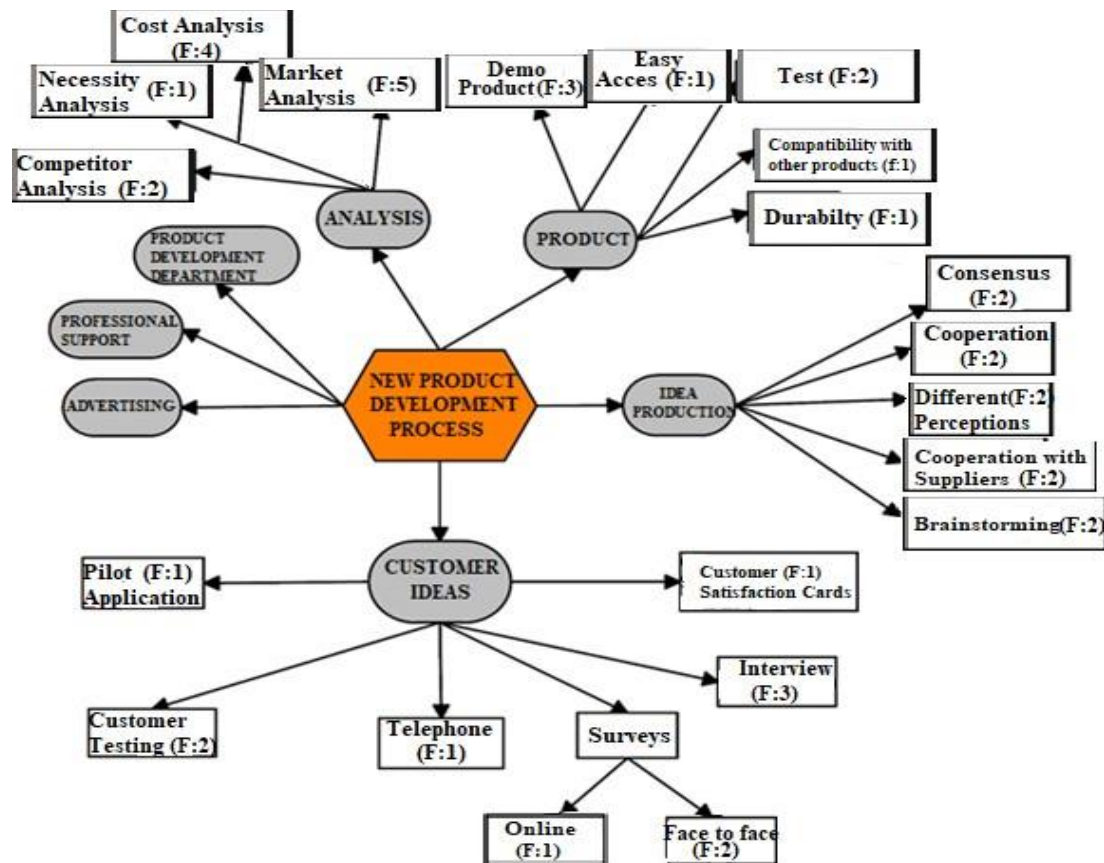 Cost Analysis
(F:4)
Necessity (F:1)
Analysis
Market (F:5)
Analysis
Demo
Product(F:3)
Easy
Acces (F:1)
Test (F:2)
Competitor
Analysis (F:2)
Compatibility with
other products (f:1)
Durabilty (F:1)
ANALYSIS
PRODUCT
PRODUCT
DEVELOPMENT
DEPARTMENT
PROFESSIONAL
SUPPORT
ADVERTISING
NEW PRODUCT
DEVELOPMENT
PROCESS
IDEA
PRODUCTION
Consensus
(F:2)
Cooperation
(F:2)
Different(F:2)
Perceptions
Cooperation with
Suppliers (F:2)
Brainstorming(F:2)
CUSTOMER
IDEAS
Pilot (F:1)
Application
Customer (F:1)
Satisfaction Cards
Customer
Testing (F:2)
Telephone
(F:1)
Surveys
Interview
(F:3)
Online
(F:1)
Face to face
(F:2)